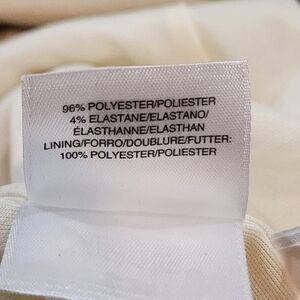 96% POLYESTER/POLIESTER
4% ELASTANE/ELASTANO/
ÉLASTHANNE/ELASTHAN
LINING/FORRO/DOUBLURE/FUTTER:
100% POLYESTER/POLIESTER